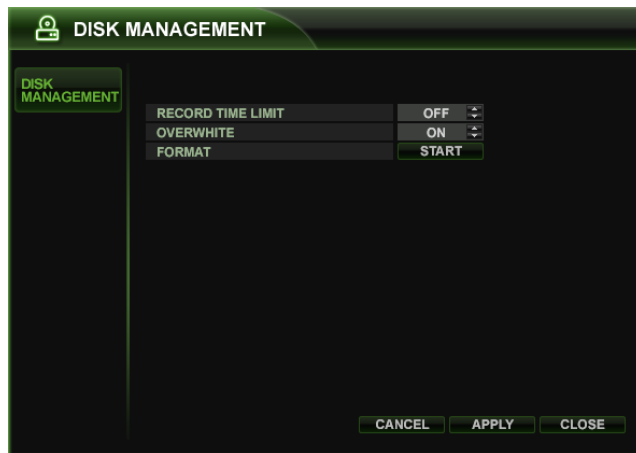 DISK MANAGEMENT
DISK
MANAGEMENT
RECORD TIME LIMIT OFF
OVERWHITE ON
FORMAT START
CANCEL APPLY CLOSE